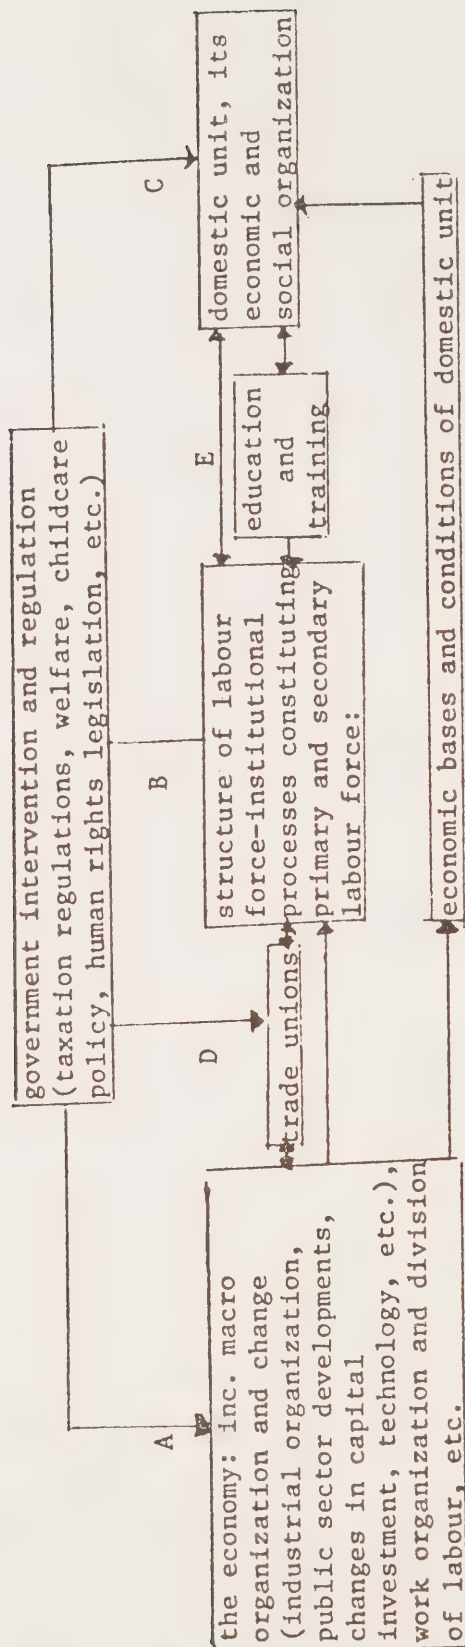 government intervention and regulation
(taxation regulations, welfare, childcare
policy, human rights legislation, etc.)
A
D
B
C
E
the economy: inc. macro
organization and change
(industrial organization,
public sector developments,
changes in capital
investment, technology, etc.),
work organization and division
of labour, etc.
trade unions
structure of labour
force-institutional
processes constituting
primary and secondary
labour force:
education
and
training
domestic unit, its
economic and
social organization
economic bases and conditions of domestic unit